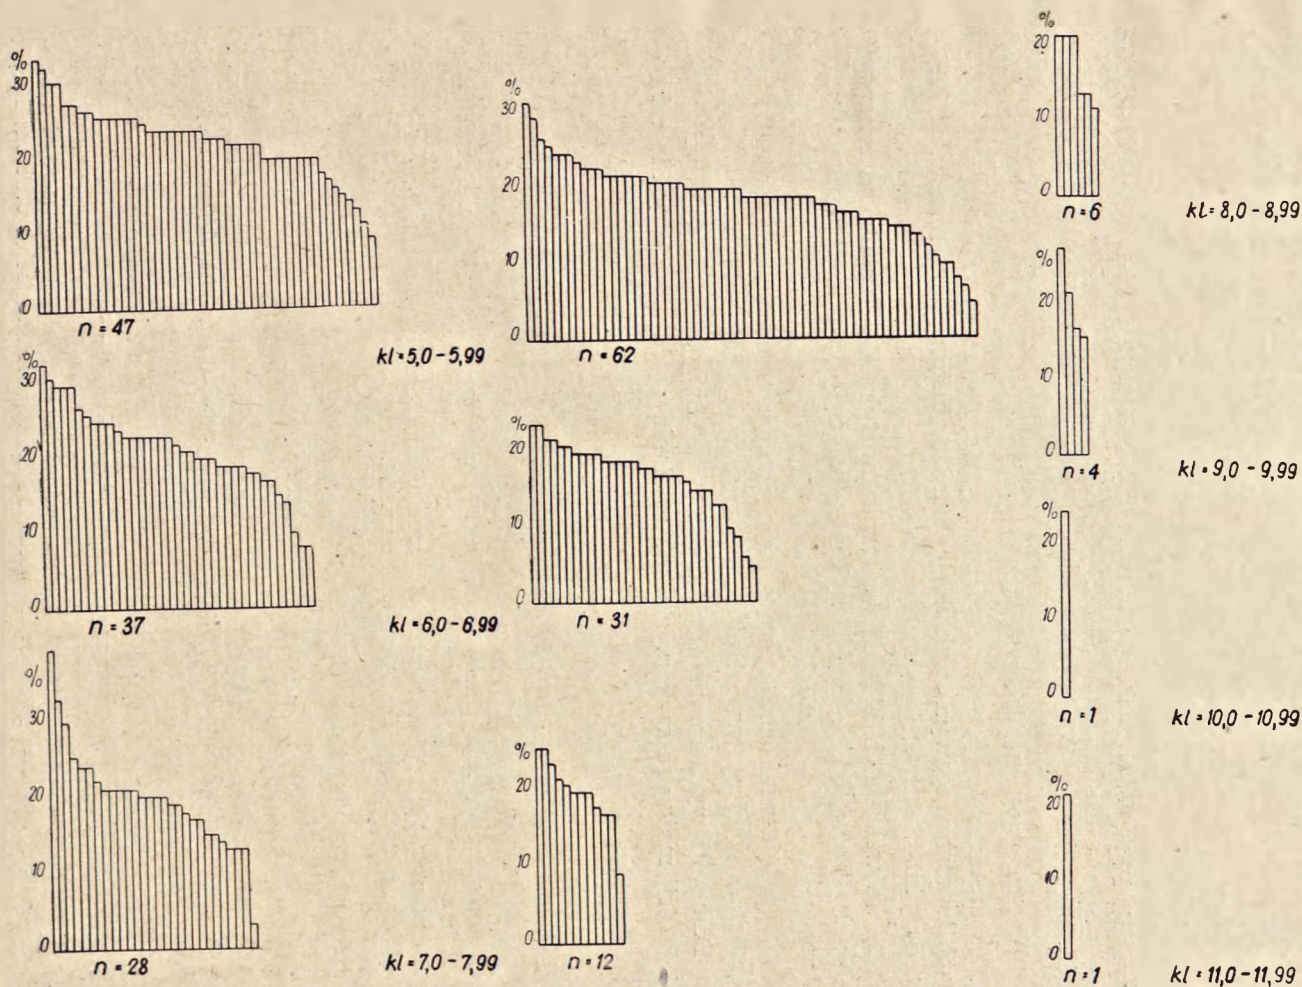 %
30
20
10
0
n = 47
kl = 5,0 - 5,99
%
30
20
10
0
n = 62
%
20
10
0
n = 6
kl = 8,0 - 8,99
%
30
20
10
0
n = 37
kl = 6,0 - 6,99
%
20
10
0
n = 31
%
20
10
0
n = 4
kl = 9,0 - 9,99
%
20
10
0
n = 1
kl = 10,0 - 10,99
%
30
20
10
0
n = 28
kl = 7,0 - 7,99
%
20
10
0
n = 12
%
20
10
0
n = 1
kl = 11,0 - 11,99